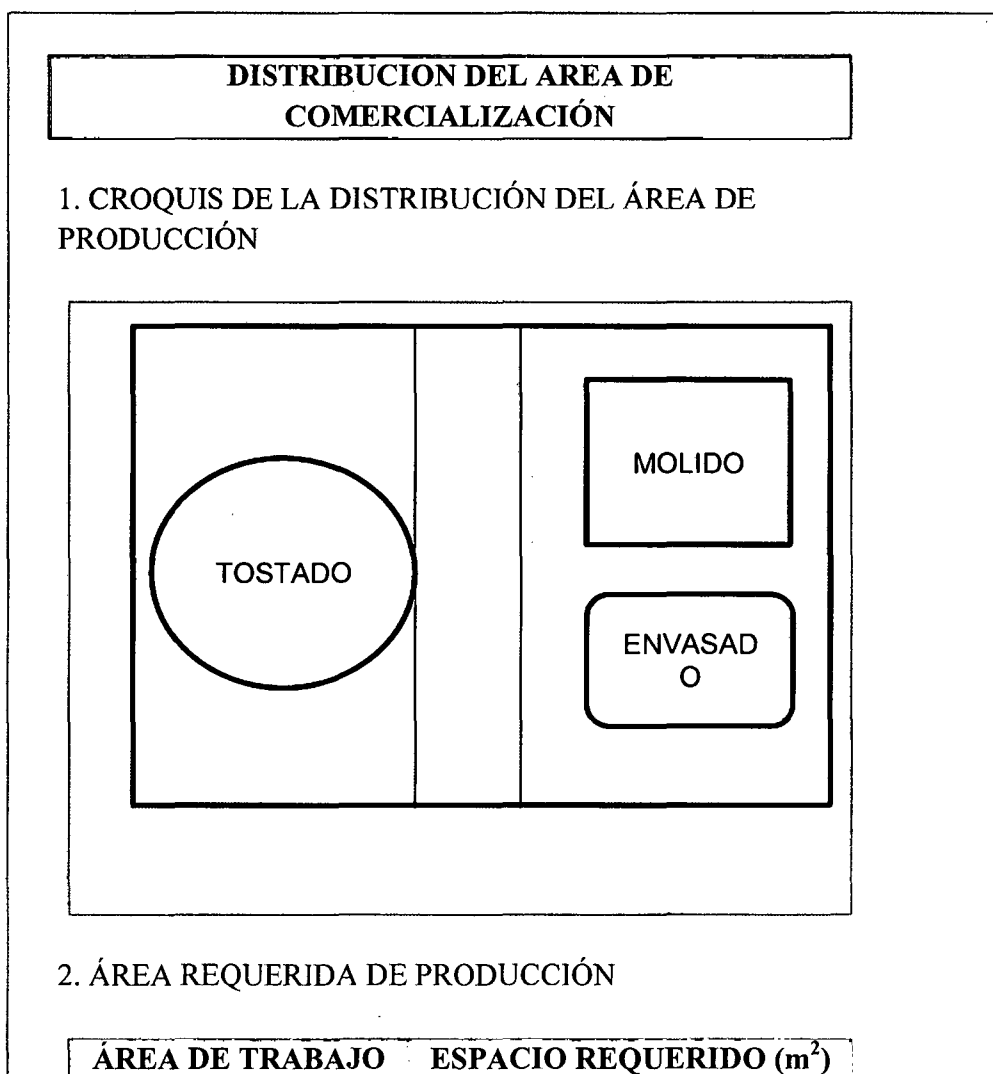 DISTRIBUCION DEL AREA DE
COMERCIALIZACIÓN
1. CROQUIS DE LA DISTRIBUCIÓN DEL ÁREA DE
PRODUCCIÓN
TOSTADO
MOLIDO
ENVASAD
O
2. ÁREA REQUERIDA DE PRODUCCIÓN
ÁREA DE TRABAJO ESPACIO REQUERIDO (m²)